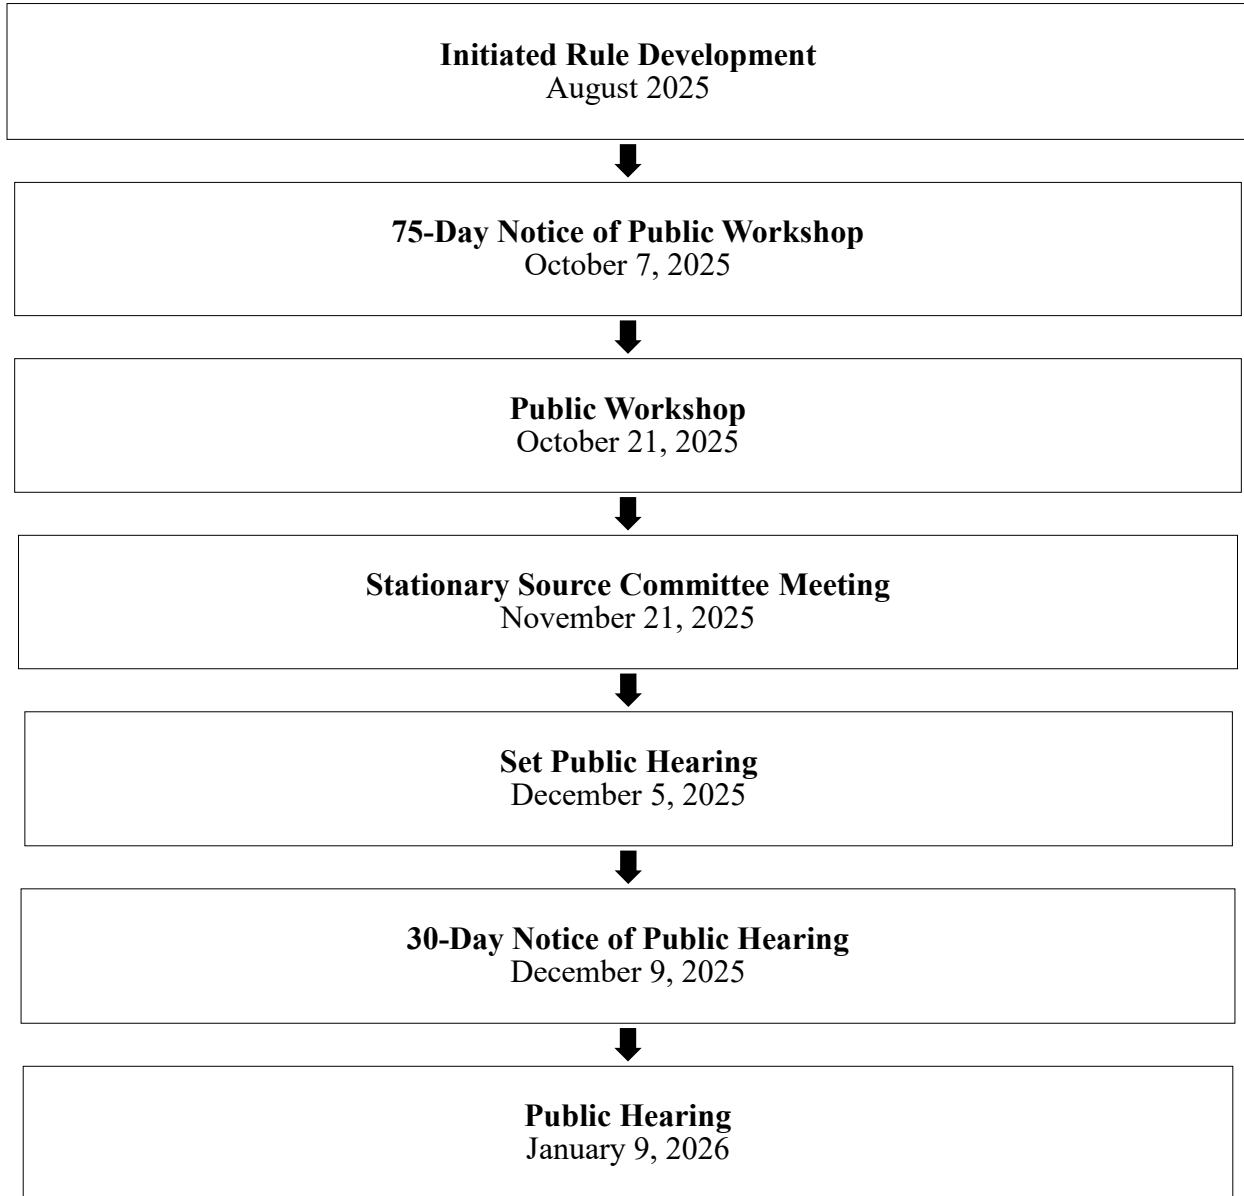 Initiated Rule Development
August 2025
75-Day Notice of Public Workshop
October 7, 2025
Public Workshop
October 21, 2025
Stationary Source Committee Meeting
November 21, 2025
Set Public Hearing
December 5, 2025
30-Day Notice of Public Hearing
December 9, 2025
Public Hearing
January 9, 2026